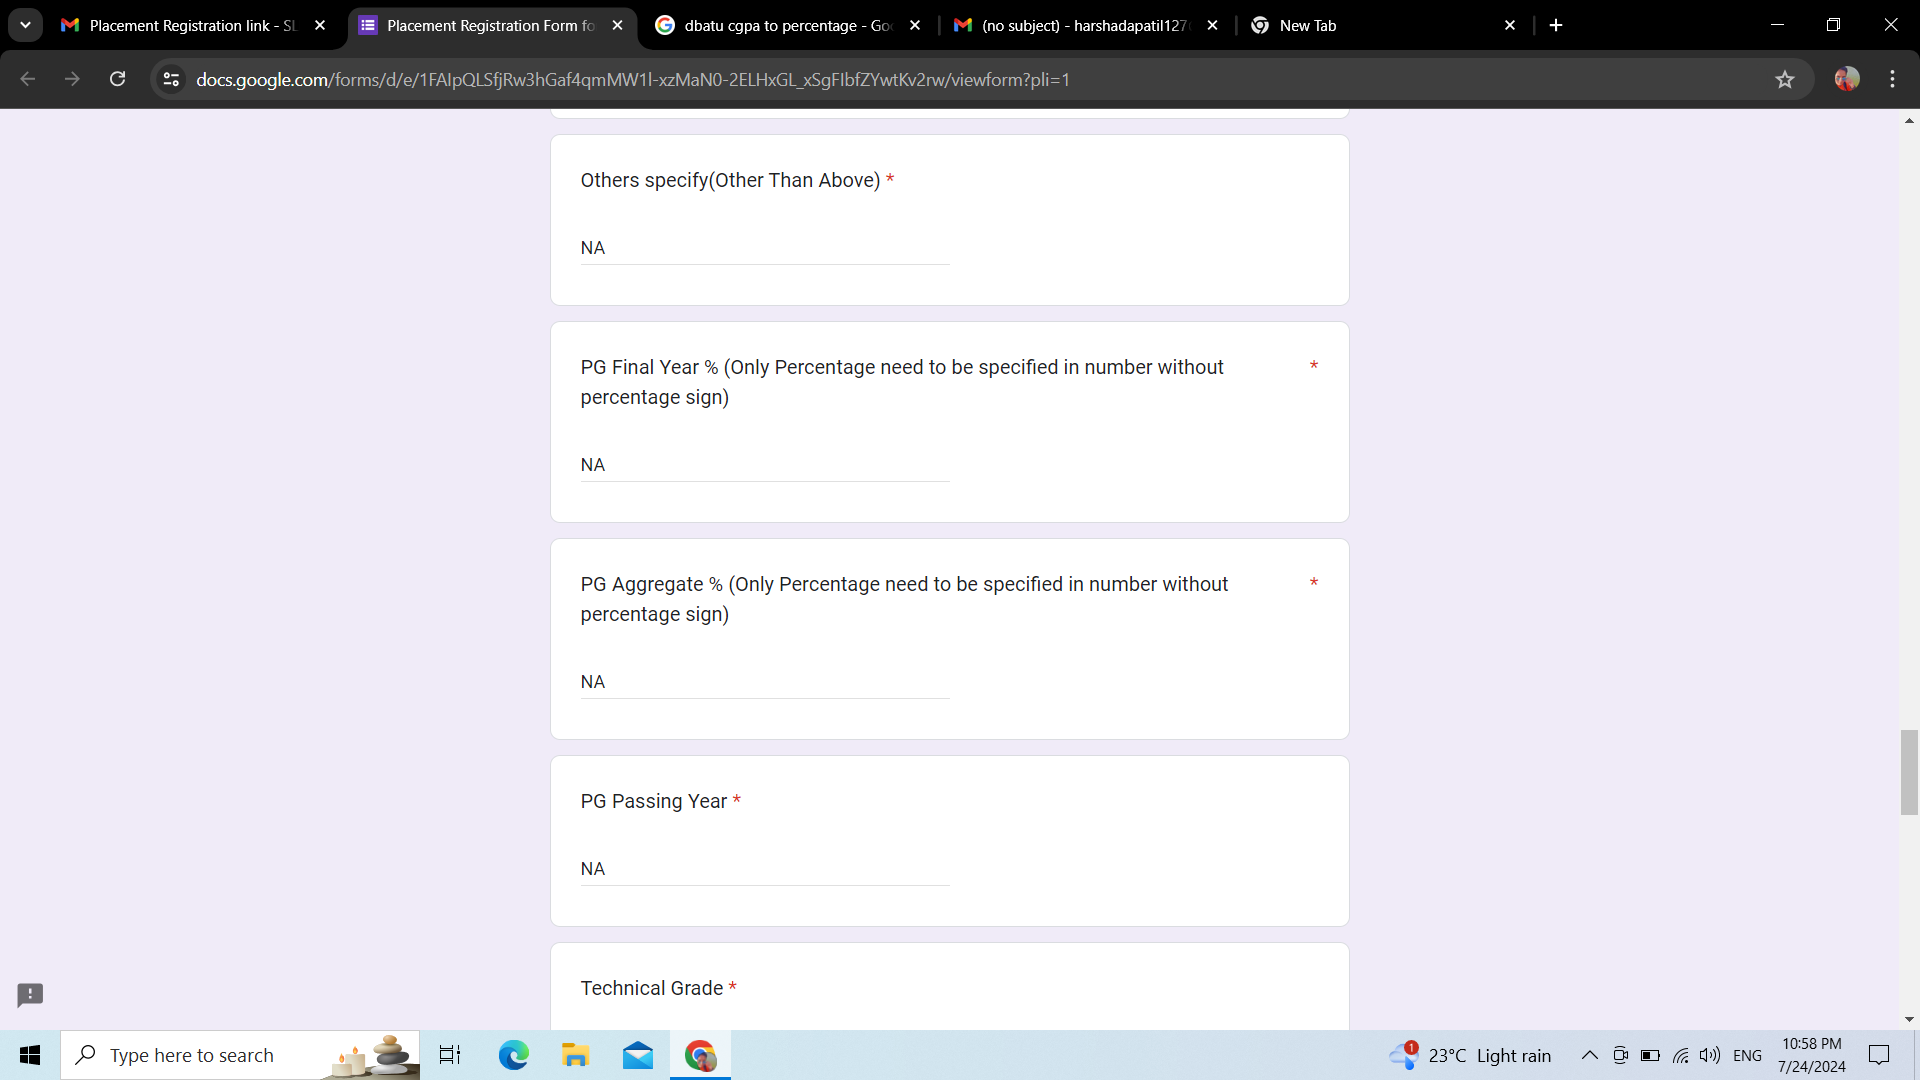 Placement Registration link - SL
Placement Registration Form fo
dbatu cgpa to percentage - Goo
(no subject) - harshadapatil127
New Tab
docs.google.com/forms/d/e/1FAIpQLSfjRw3hGaf4qmMW1l-xzMaN0-2ELHxGL_xSgFIbfZYwtKv2rw/viewform?pli=1
Others specify(Other Than Above) *
NA
PG Final Year % (Only Percentage need to be specified in number without *
percentage sign)
NA
PG Aggregate % (Only Percentage need to be specified in number without *
percentage sign)
NA
PG Passing Year *
NA
Technical Grade *
Type here to search
1
23°C Light rain
ENG
10:58 PM
7/24/2024